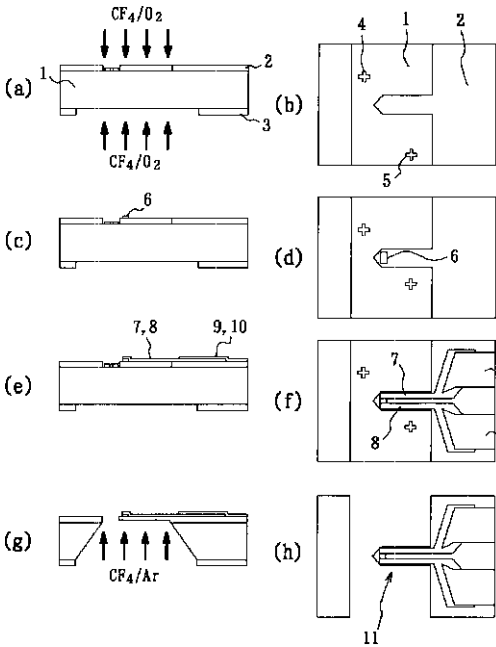 CF4/O2
1
2
(a)
3
CF4/O2
4
1
2
(b)
5
6
(c)
(d)
6
7,8
9,10
(e)
7
(f)
8
(g)
CF4/Ar
(h)
11